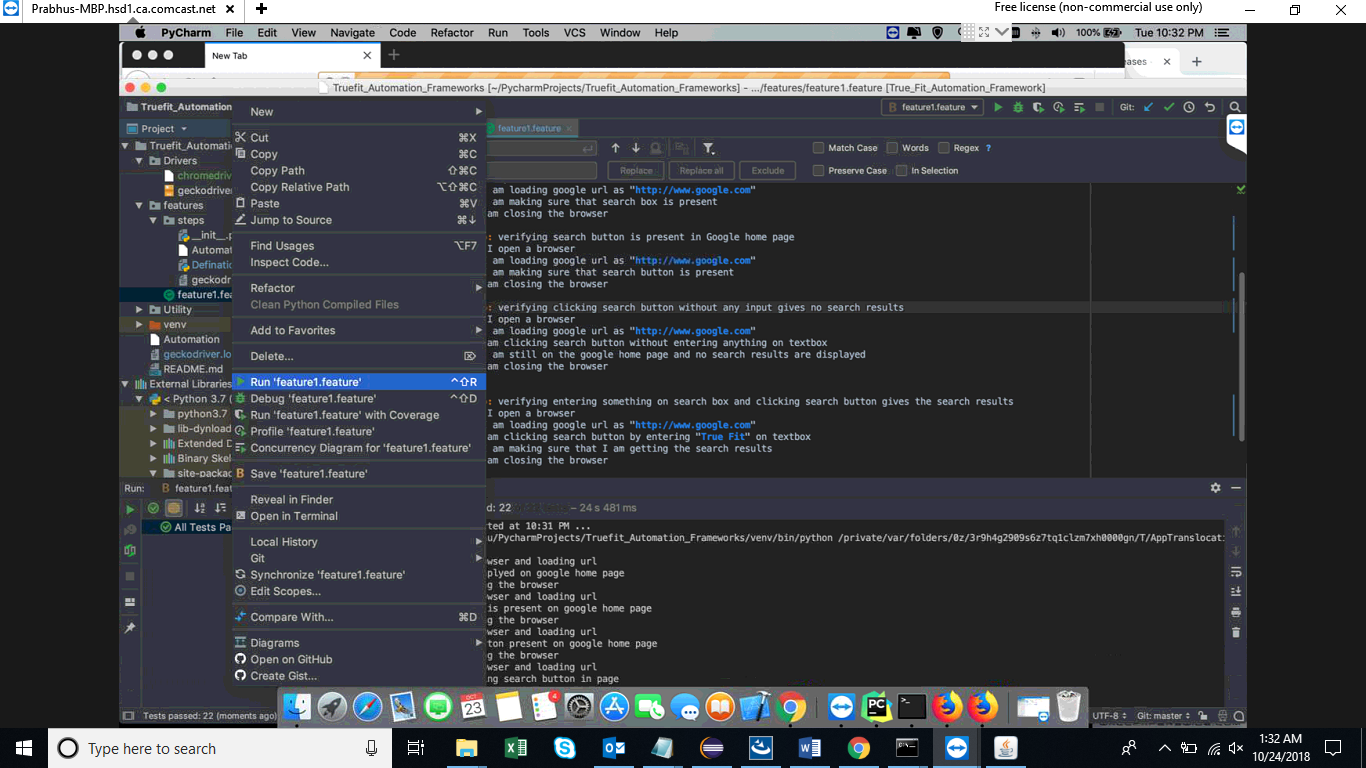 Prabhus-MBP.hsd1.ca.comcast.net
Free license (non-commercial use only)
PyCharm File Edit View Navigate Code Refactor Run Tools VCS Window Help
100% Tue 10:32 PM
New Tab
eases
Truefit_Automation_Frameworks [~/PycharmProjects/Truefit_Automation_Frameworks] - .../features/feature1.feature [True_Fit_Automation_Framework]
Truefit_Automation
feature1.feature
Git:
Project
feature1.feature
Truefit_Automati
Drivers
chromedriv
geckodriver
features
steps
__init__.p
Automat
Definatio
geckodri
feature1.fea
Utility
venv
Automation
geckodriver.lo
README.md
External Libraries
< Python 3.7 (
python3.7
lib-dynload
Extended D
Binary Skel
site-packag
New
Cut ⌘X
Copy ⌘C
Copy Path ⇧⌘C
Copy Relative Path ⌥⇧⌘C
Paste ⌘V
Jump to Source ⌘↓
Find Usages ⌥F7
Inspect Code...
Refactor
Clean Python Compiled Files
Add to Favorites
Delete... ⌦
Run 'feature1.feature' ^⇧R
Debug 'feature1.feature' ^⇧D
Run 'feature1.feature' with Coverage
Profile 'feature1.feature'
Concurrency Diagram for 'feature1.feature'
Save 'feature1.feature'
Reveal in Finder
Open in Terminal
Local History
Git
Synchronize 'feature1.feature'
Edit Scopes...
Compare With... ⌘D
Diagrams
Open on GitHub
Create Gist...
Match Case Words Regex ?
Replace Replace all Exclude Preserve Case In Selection
am loading google url as "http://www.google.com"
am making sure that search box is present
am closing the browser
: verifying search button is present in Google home page
I open a browser
am loading google url as "http://www.google.com"
am making sure that search button is present
am closing the browser
: verifying clicking search button without any input gives no search results
I open a browser
am loading google url as "http://www.google.com"
am clicking search button without entering anything on textbox
am still on the google home page and no search results are displayed
am closing the browser
: verifying entering something on search box and clicking search button gives the search results
I open a browser
am loading google url as "http://www.google.com"
am clicking search button by entering "True Fit" on textbox
am making sure that I am getting the search results
am closing the browser
Run: feature1.feat
All Tests Pa
d: 22
– 24 s 481 ms
ted at 10:31 PM ...
u/PycharmProjects/Truefit_Automation_Frameworks/venv/bin/python /private/var/folders/0z/3r9h4g2909s6z7tq1clzm7xh0000gn/T/AppTranslocati
wser and loading url
plyed on google home page
g the browser
wser and loading url
is present on google home page
g the browser
wser and loading url
ton present on google home page
g the browser
wser and loading url
ng search button in page
Tests passed: 22 (moments ago)
OCT
23
4
PC
UTF-8 Git: master
Type here to search
1:32 AM
10/24/2018